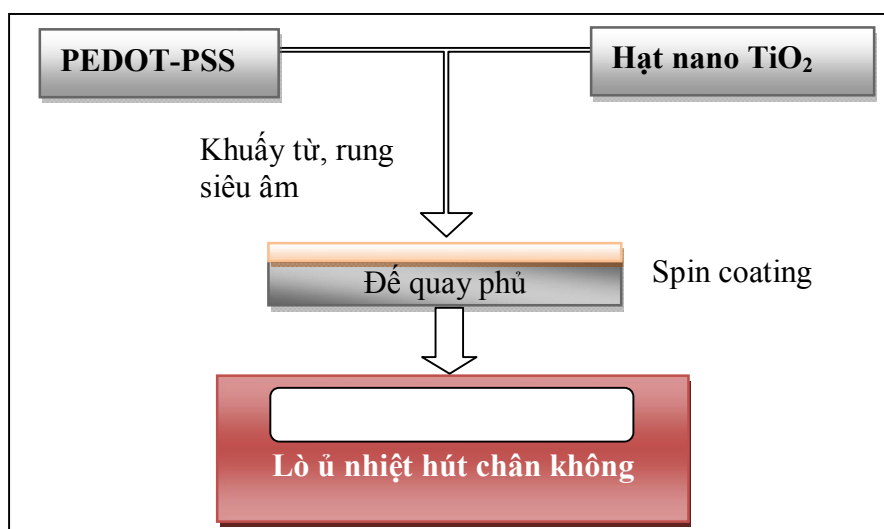 PEDOT-PSS
Hạt nano TiO₂
Khuấy từ, rung
siêu âm
Đế quay phủ
Spin coating
Lò ủ nhiệt hút chân không